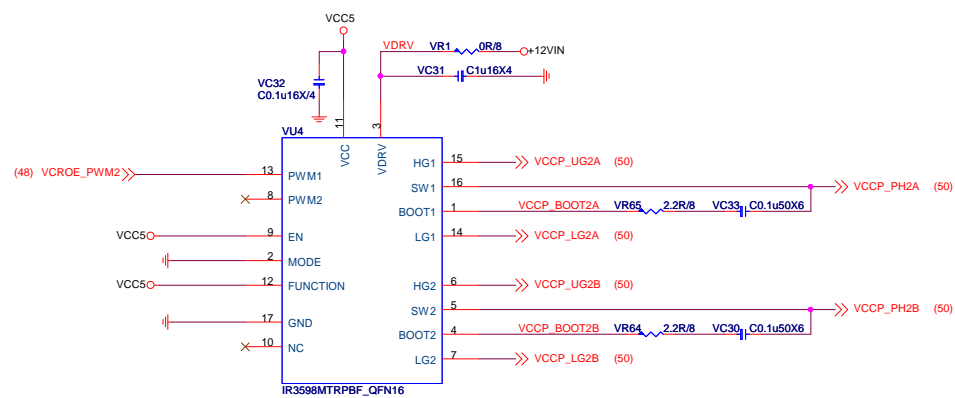 VCC5
VDRV VR1 0R/8 +12VIN
VC31 C1u16X4
VC32
C0.1u16X/4
11 3
VU4
VCC VDRV
(48) VCROE_PWM2 13 PWM1 HG1 15 VCCP_UG2A (50)
SW1 16 VCCP_PH2A (50)
8 PWM2
BOOT1 1 VCCP_BOOT2A VR65 2.2R/8 VC33 C0.1u50X6
VCC5 9 EN LG1 14 VCCP_LG2A (50)
2 MODE
VCC5 12 FUNCTION HG2 6 VCCP_UG2B (50)
SW2 5 VCCP_PH2B (50)
17 GND
BOOT2 4 VCCP_BOOT2B VR64 2.2R/8 VC30 C0.1u50X6
10 NC
LG2 7 VCCP_LG2B (50)
IR3598MTRPBF_QFN16